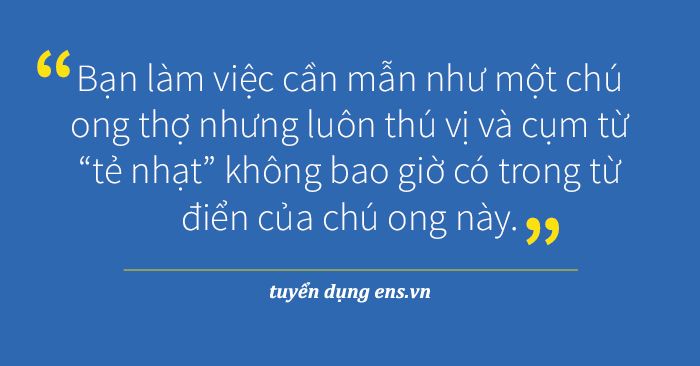 “Bạn làm việc cần mẫn như một chú
ong thợ nhưng luôn thú vị và cụm từ
“tẻ nhạt” không bao giờ có trong từ
điển của chú ong này.”
tuyển dụng ens.vn